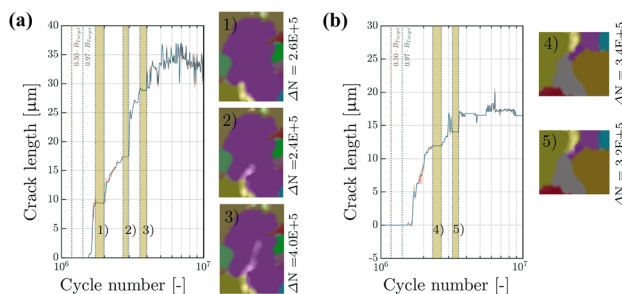 (a)
40
35
30
25
20
15
10
5
0
Crack length [µm]
0.50 · B_Target
0.97 · B_Target
1)
2)
3)
10^6
10^7
Cycle number [-]
1)
ΔN = 2.6E+5
2)
ΔN = 2.4E+5
3)
ΔN = 4.0E+5
(b)
30
25
20
15
10
5
0
-5
Crack length [µm]
0.50 · B_Target
0.97 · B_Target
4)
5)
10^6
10^7
Cycle number [-]
4)
ΔN = 3.4E+5
5)
ΔN = 3.2E+5